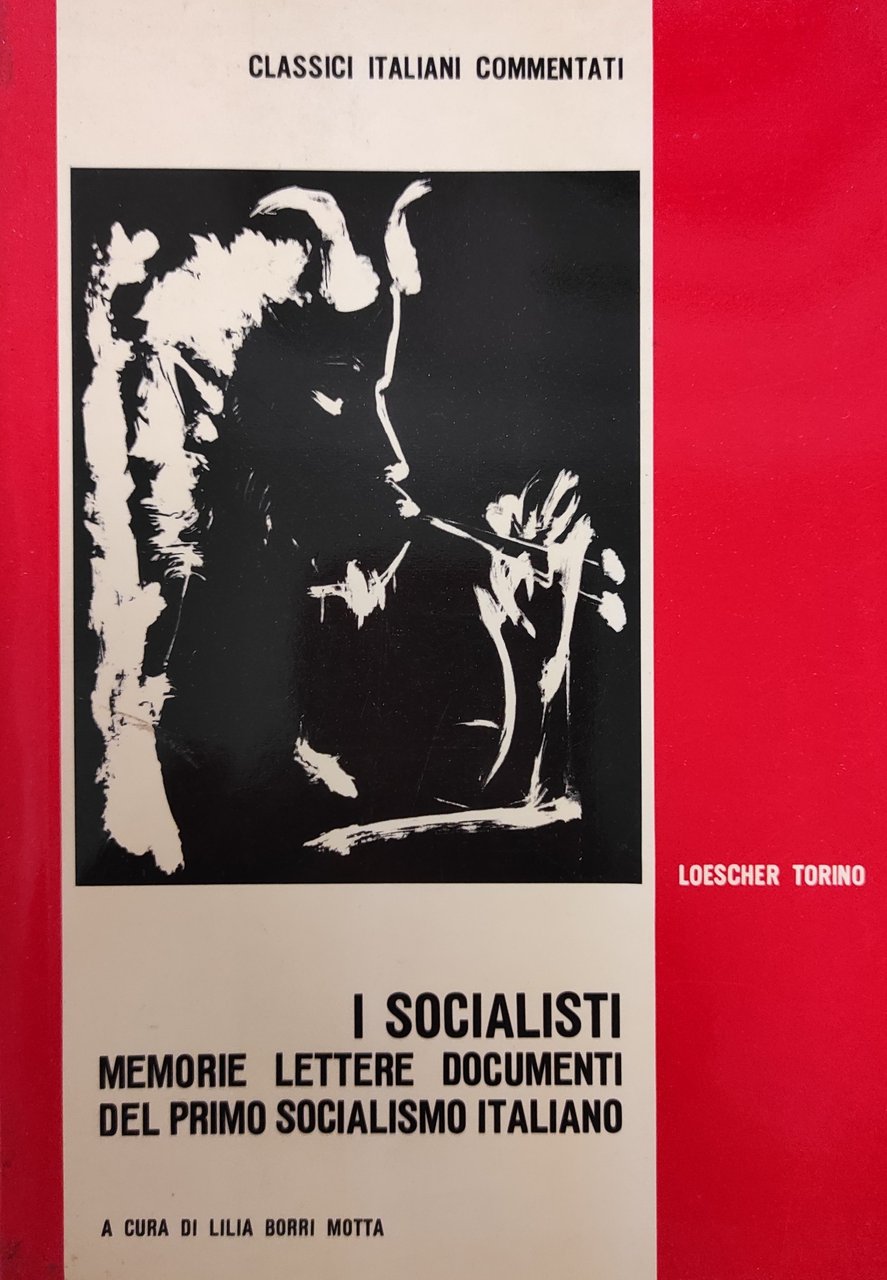 CLASSICI ITALIANI COMMENTATI
LOESCHER TORINO
I SOCIALISTI
MEMORIE LETTERE DOCUMENTI
DEL PRIMO SOCIALISMO ITALIANO
A CURA DI LILIA BORRI MOTTA